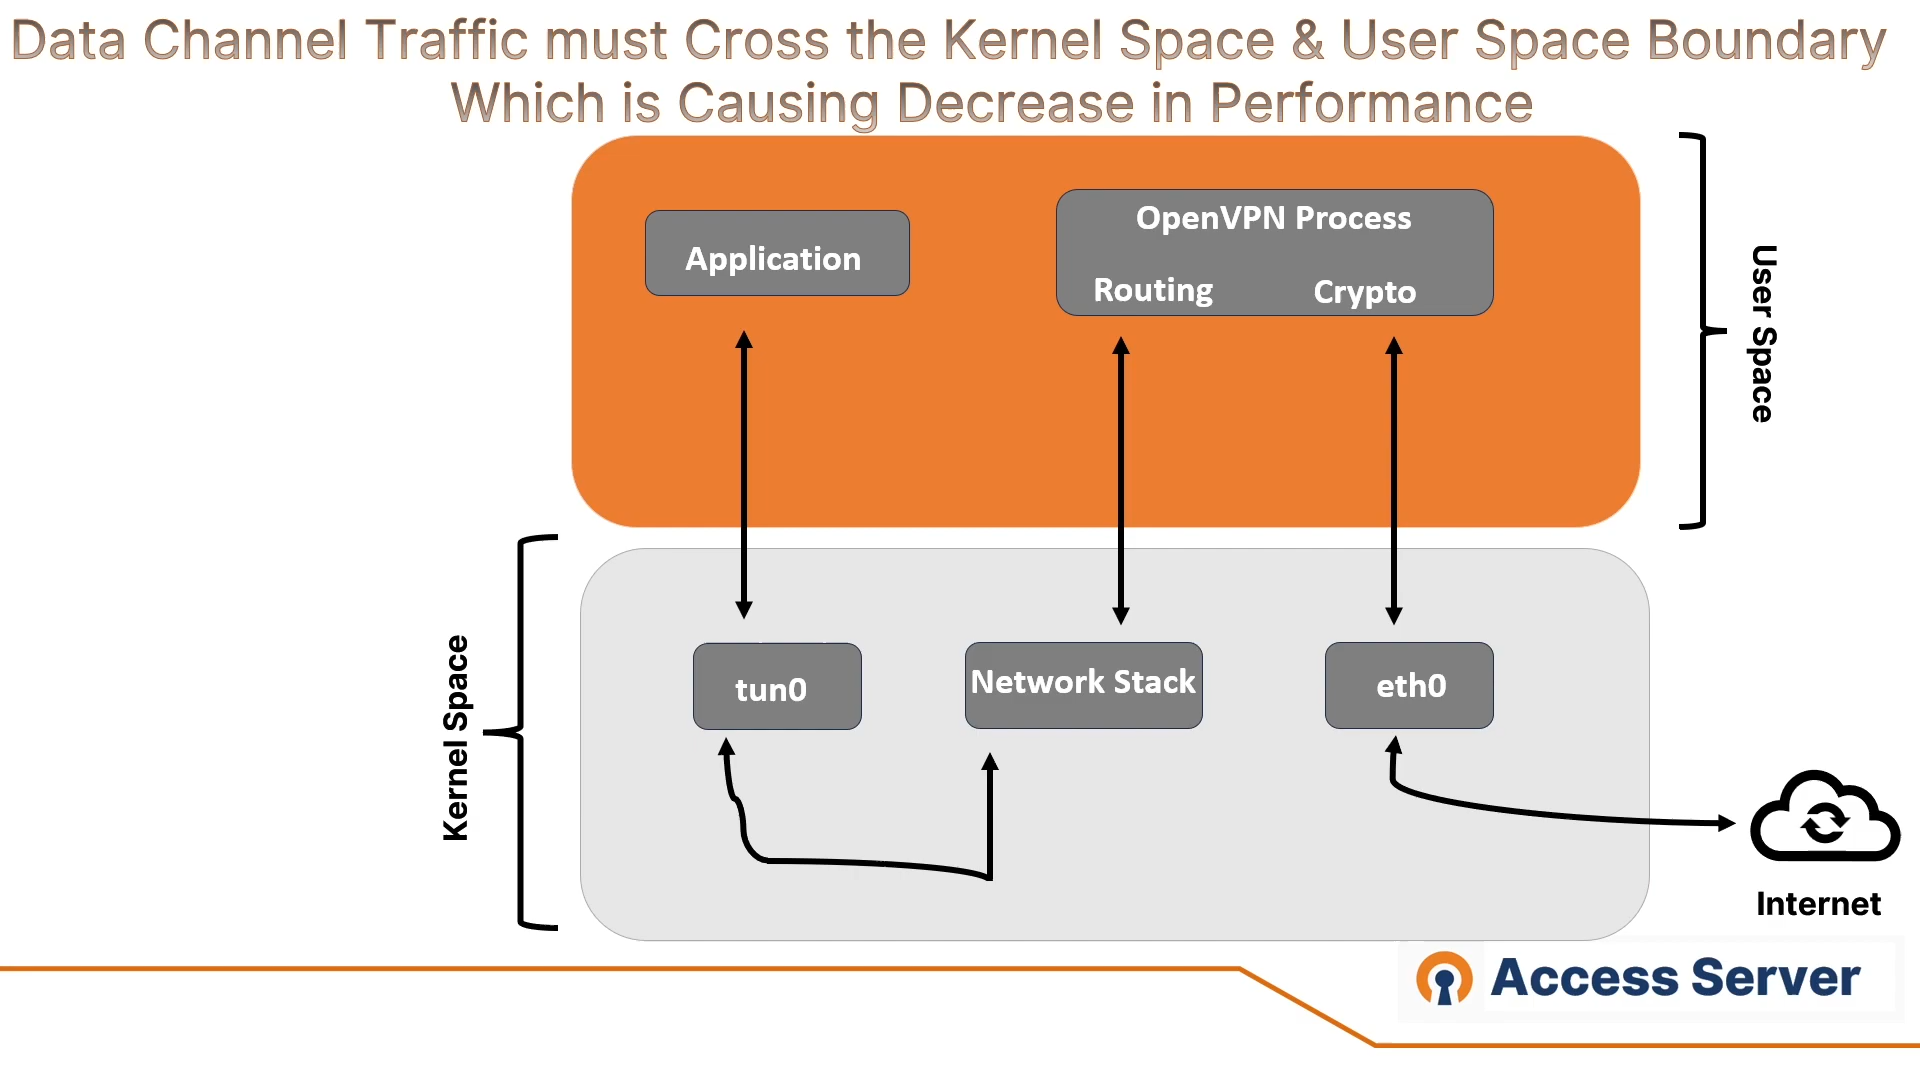 Data Channel Traffic must Cross the Kernel Space & User Space Boundary
Which is Causing Decrease in Performance
Application
OpenVPN Process
Routing
Crypto
User Space
Kernel Space
tun0
Network Stack
eth0
Internet
Access Server